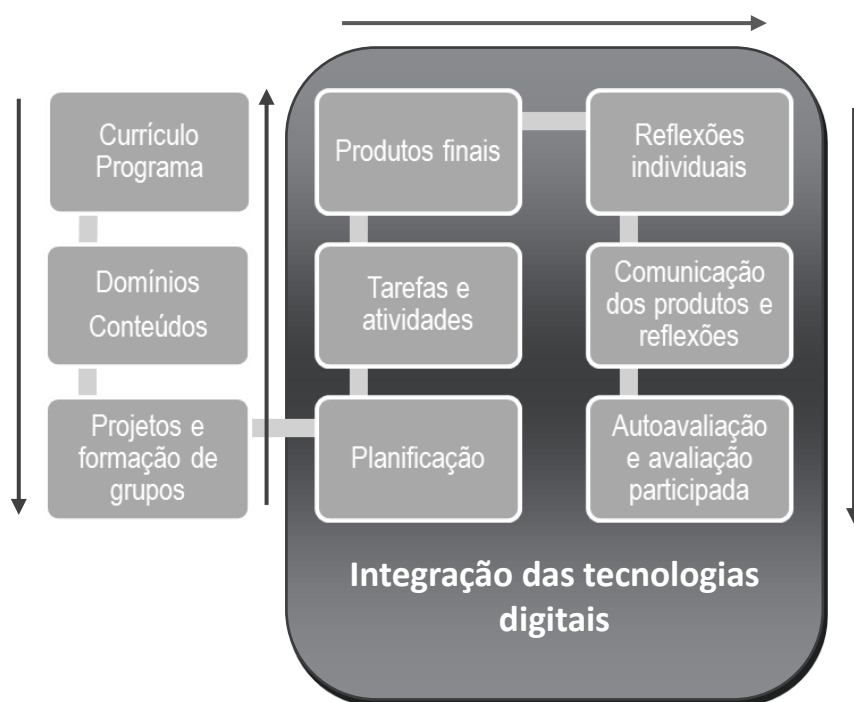 Currículo
Programa
Domínios
Conteúdos
Projetos e
formação de
grupos
Planificação
Tarefas e
atividades
Produtos finais
Reflexões
individuais
Comunicação
dos produtos e
reflexões
Autoavaliação
e avaliação
participada
Integração das tecnologias
digitais